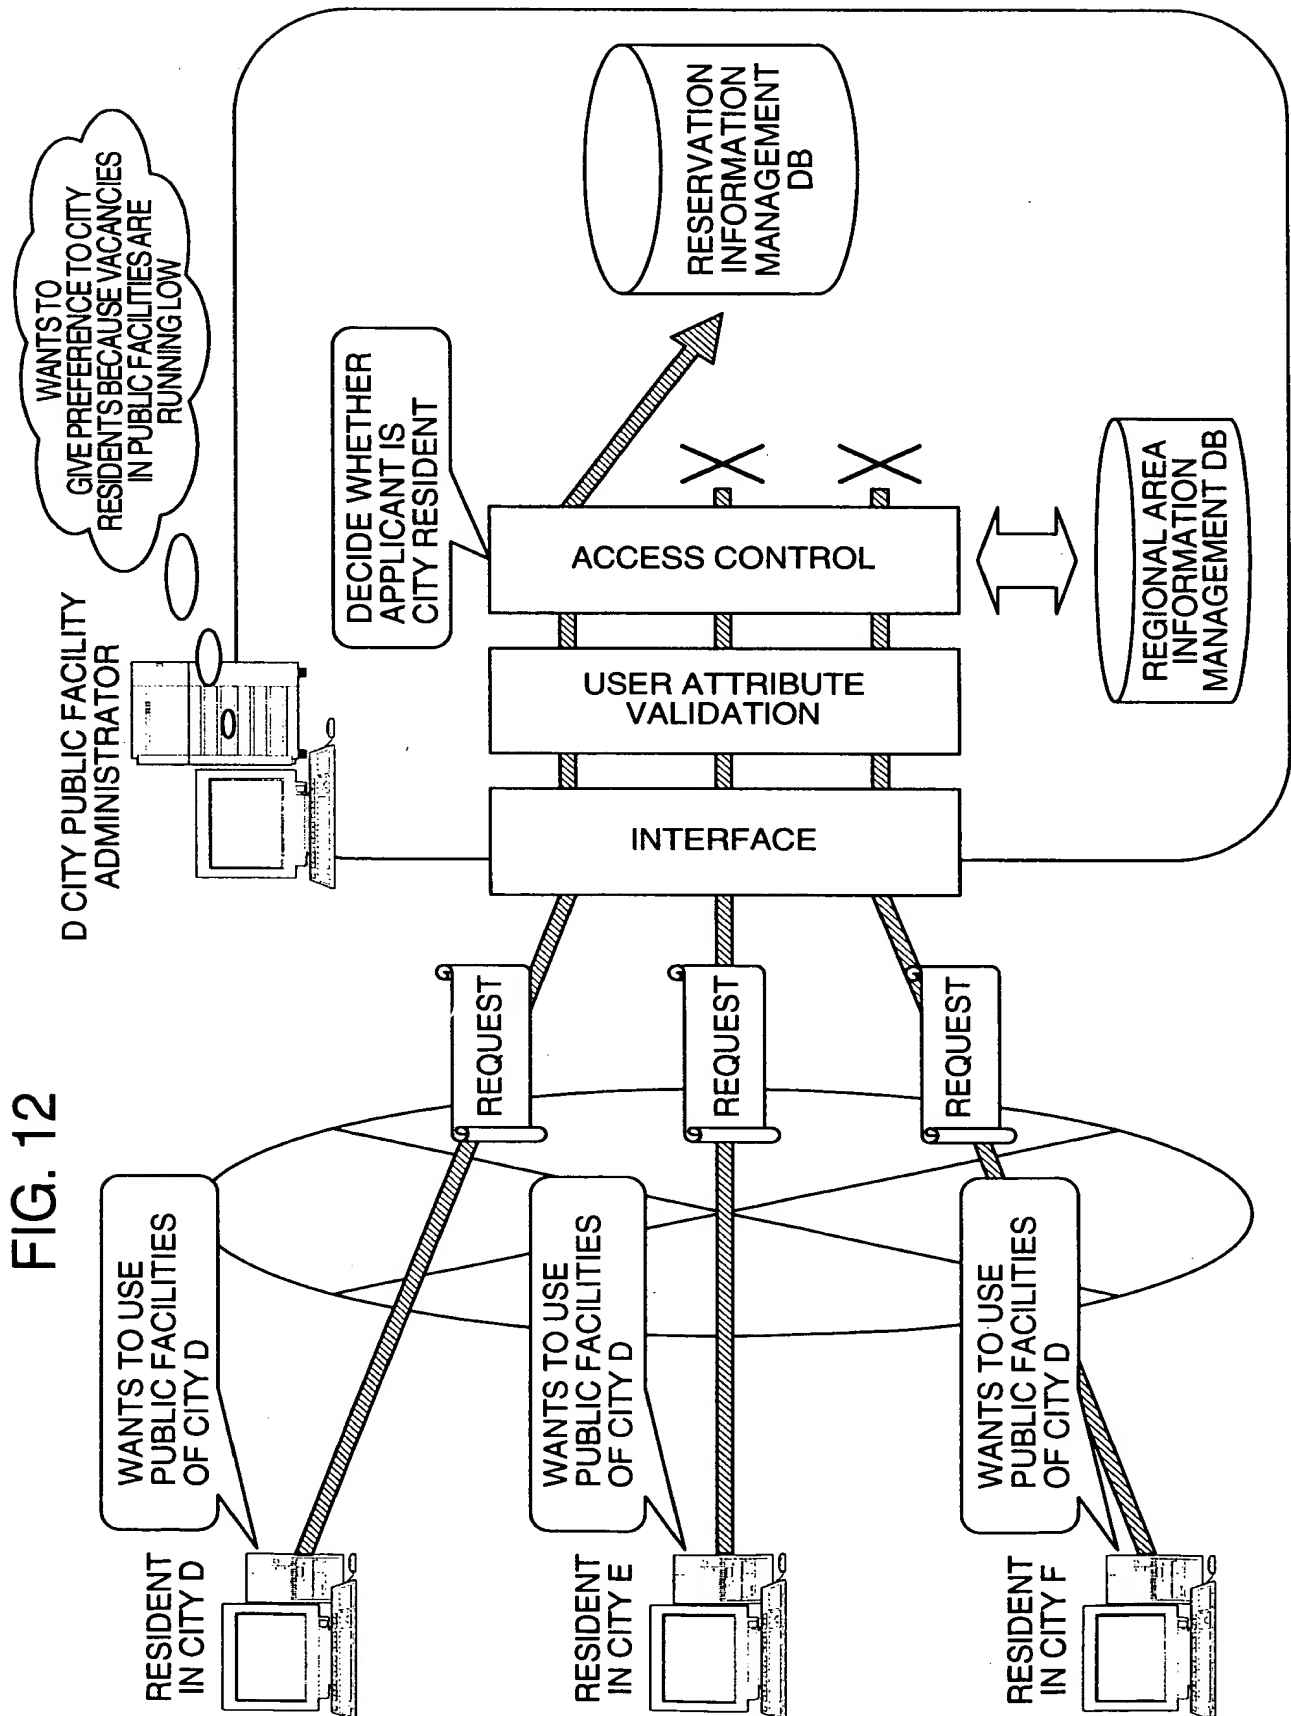 FIG. 12
D CITY PUBLIC FACILITY
ADMINISTRATOR
WANTS TO
GIVE PREFERENCE TO CITY
RESIDENTS BECAUSE VACANCIES
IN PUBLIC FACILITIES ARE
RUNNING LOW
RESIDENT
IN CITY D
WANTS TO USE
PUBLIC FACILITIES
OF CITY D
REQUEST
RESIDENT
IN CITY E
WANTS TO USE
PUBLIC FACILITIES
OF CITY D
REQUEST
RESIDENT
IN CITY F
WANTS TO USE
PUBLIC FACILITIES
OF CITY D
REQUEST
INTERFACE
USER ATTRIBUTE
VALIDATION
ACCESS CONTROL
DECIDE WHETHER
APPLICANT IS
CITY RESIDENT
RESERVATION
INFORMATION
MANAGEMENT
DB
REGIONAL AREA
INFORMATION
MANAGEMENT DB